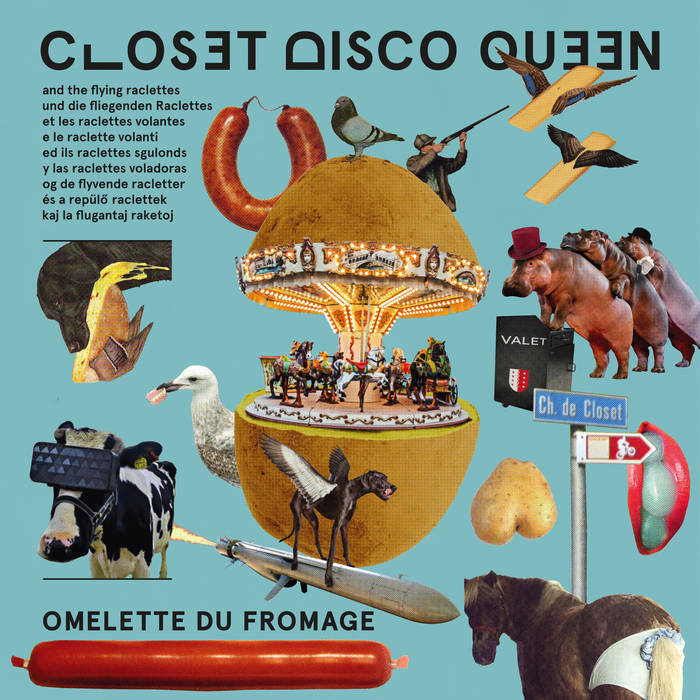 CLOSET DISCO QUEEN
and the flying raclettes
und die fliegenden Raclettes
et les raclettes volantes
e le raclette volanti
ed ils raclettes sgulonds
y las raclettes voladoras
og de flyvende racletter
és a repülő raclettek
kaj la flugantaj raketoj
VALET
Ch. de Closet
OMELETTE DU FROMAGE